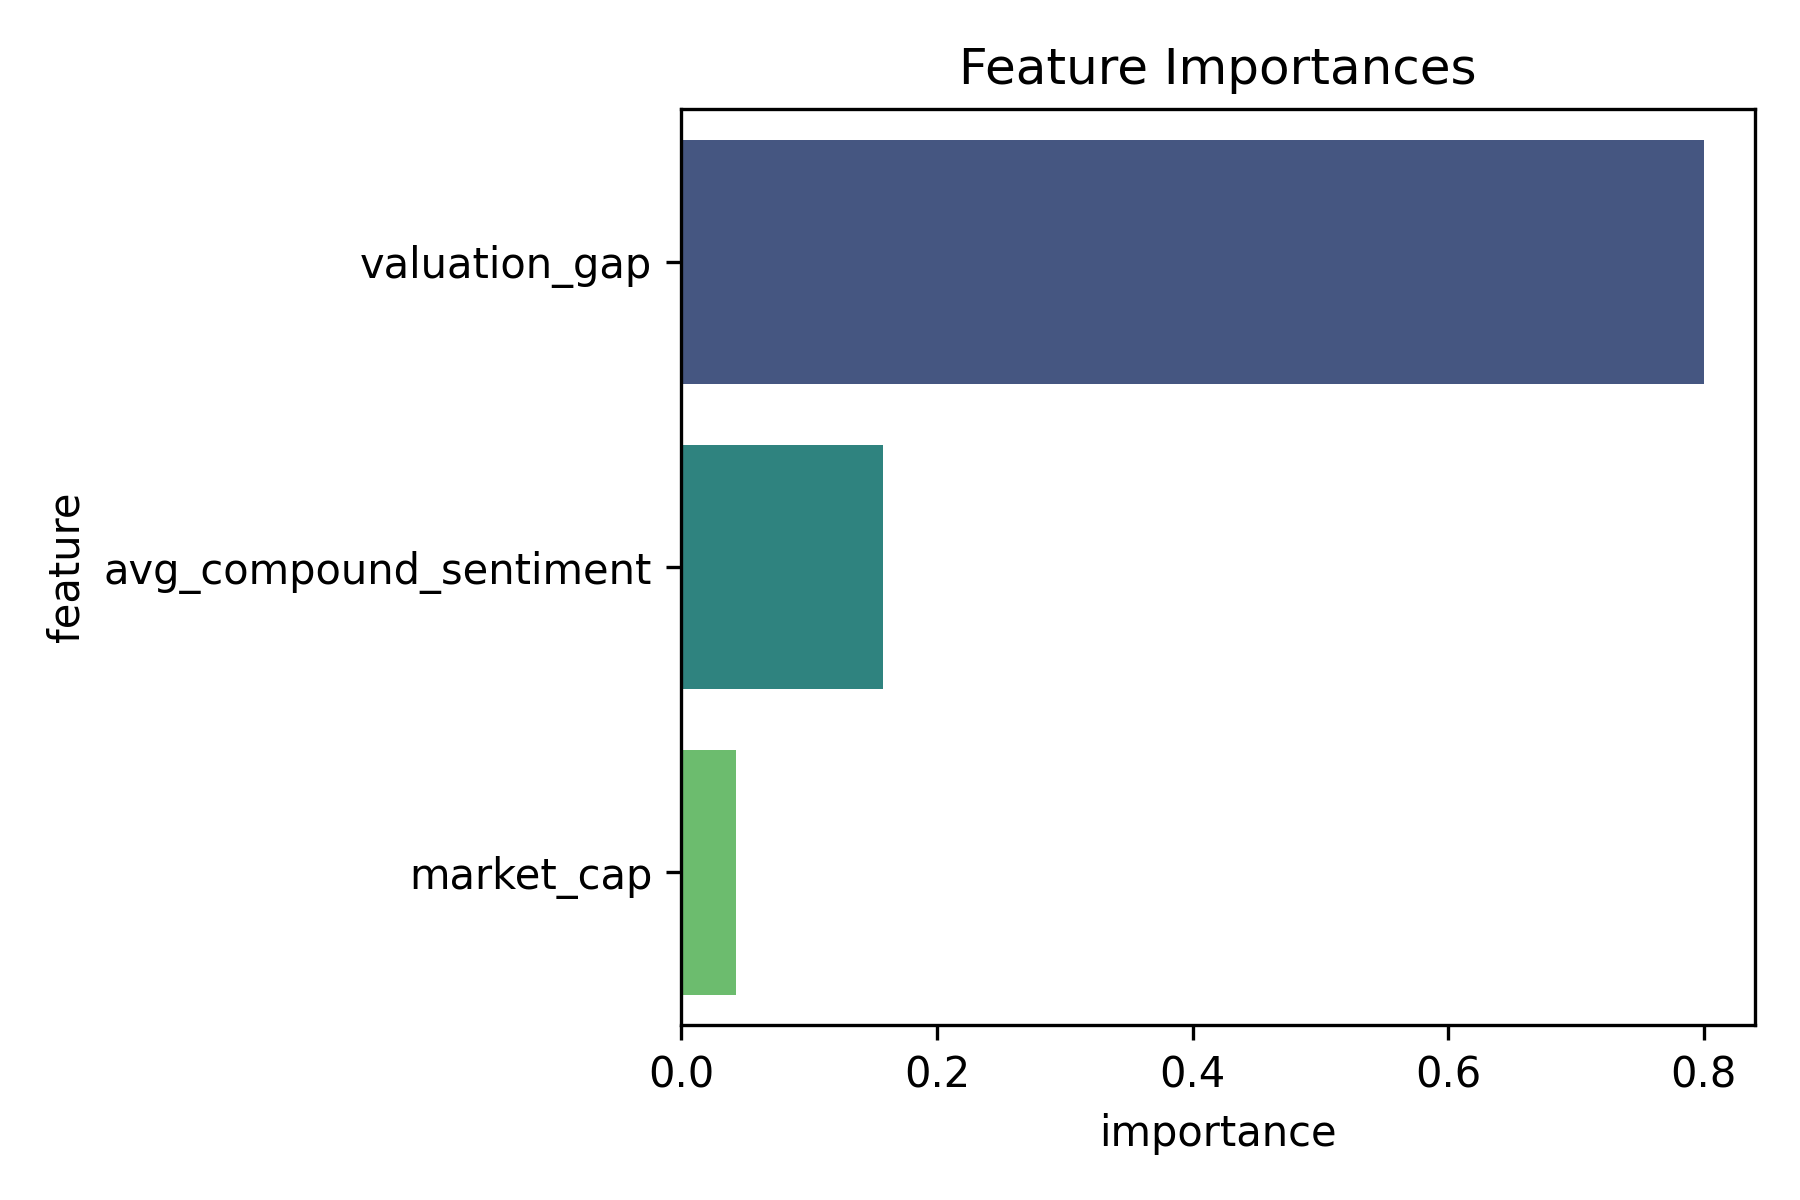 Feature Importances
feature
valuation_gap
avg_compound_sentiment
market_cap
0.0 0.2 0.4 0.6 0.8
importance